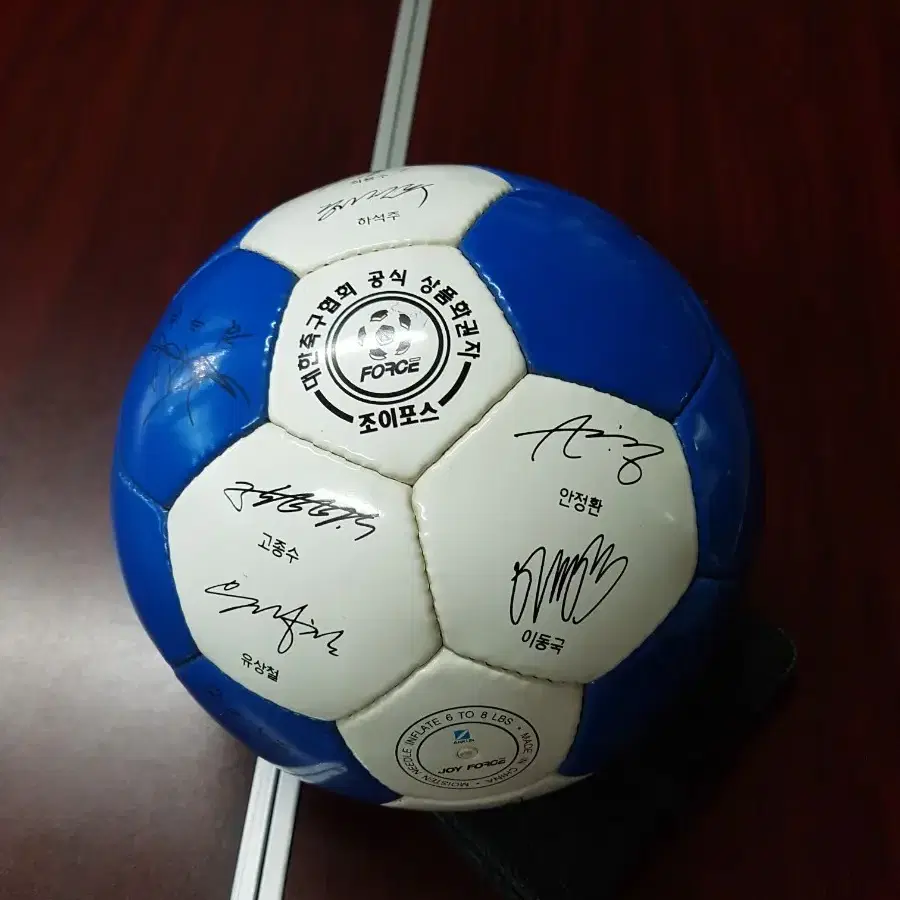 하석주
대한축구협회 공식 상품화권자
FORCE
조이포스
안정환
고종수
이동국
유상철
MOISTEN NEEDLE INFLATE 6 TO 8 LBS • MADE IN CHINA •
JOY FORCE